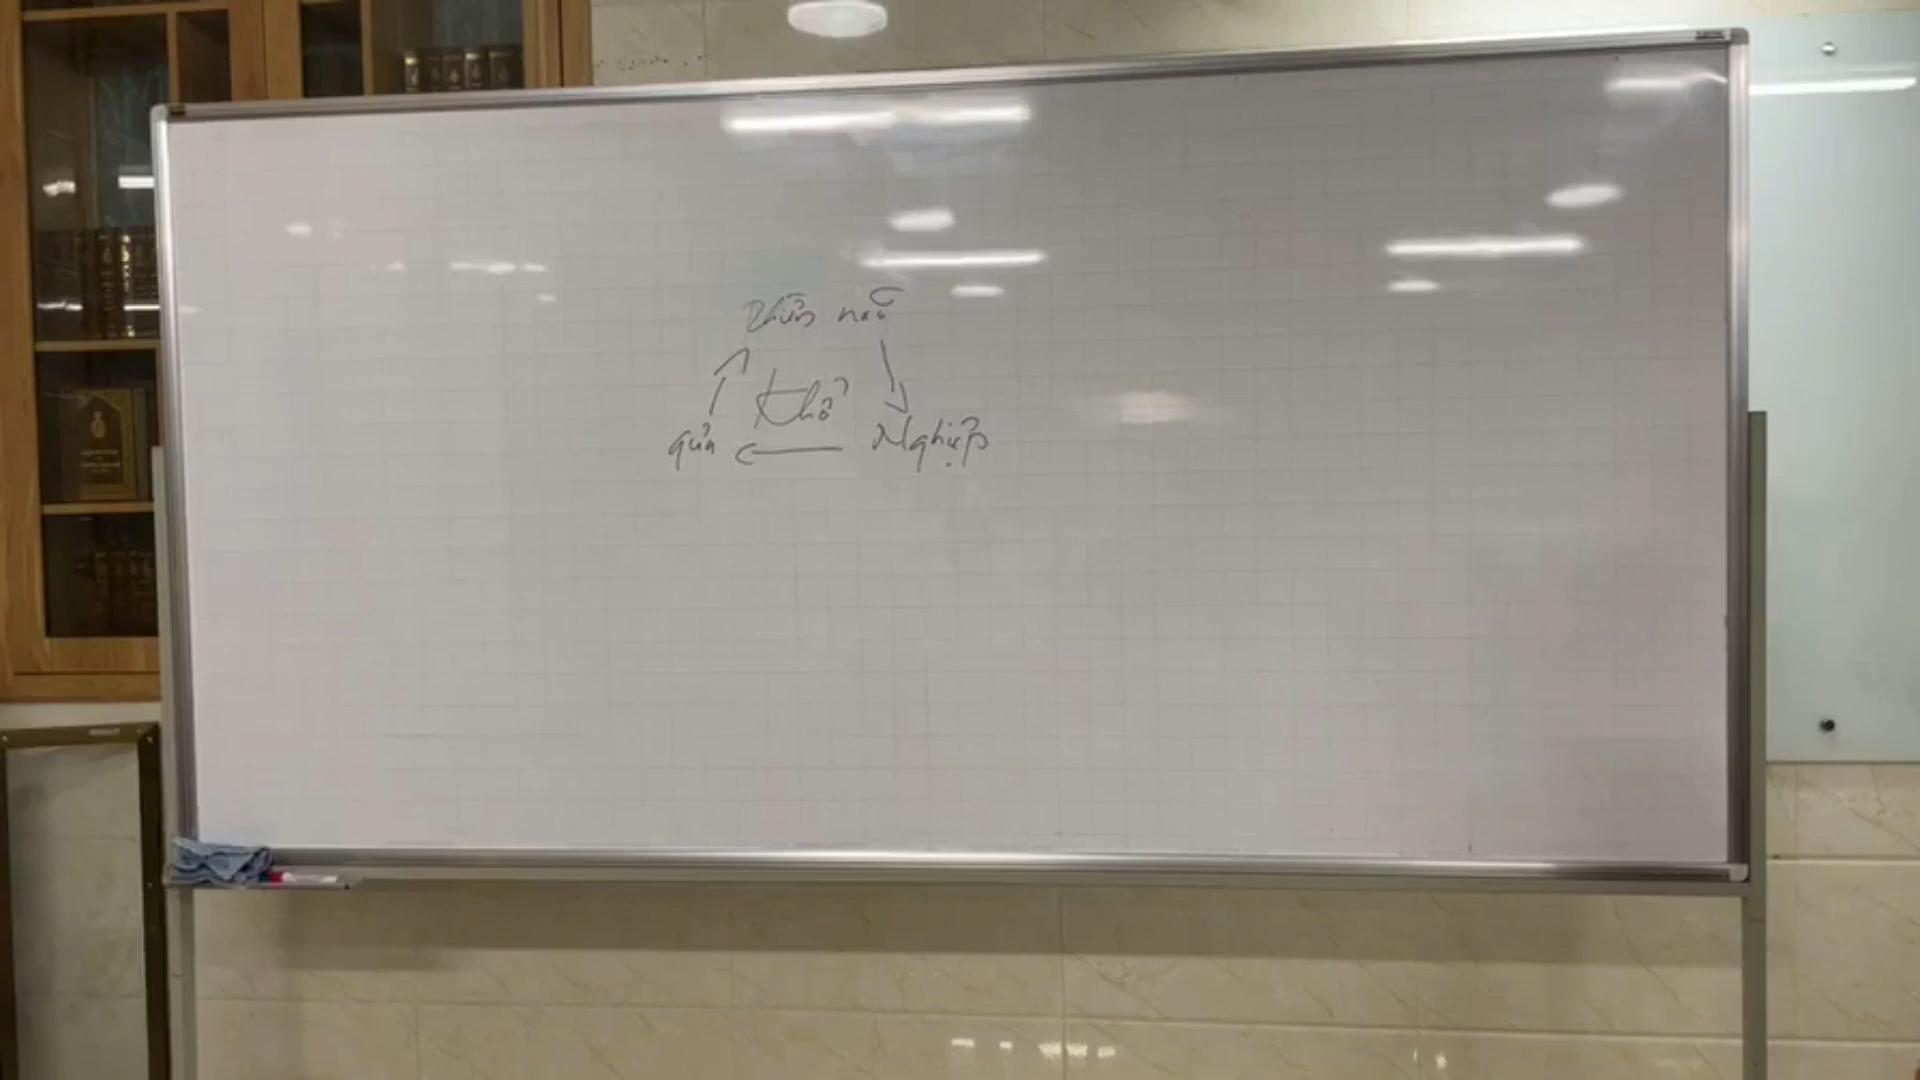 Phiền não
khổ
quả
Nghiệp